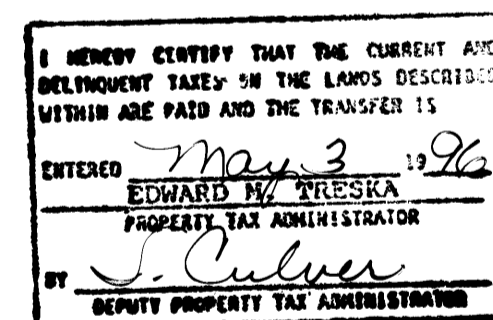 I HEREBY CERTIFY THAT THE CURRENT AND
DELINQUENT TAXES ON THE LANDS DESCRIBED
WITHIN ARE PAID AND THE TRANSFER IS
ENTERED May 3 19 96
EDWARD M. TRESKA
PROPERTY TAX ADMINISTRATOR
BY J. Culver
DEPUTY PROPERTY TAX ADMINISTRATOR